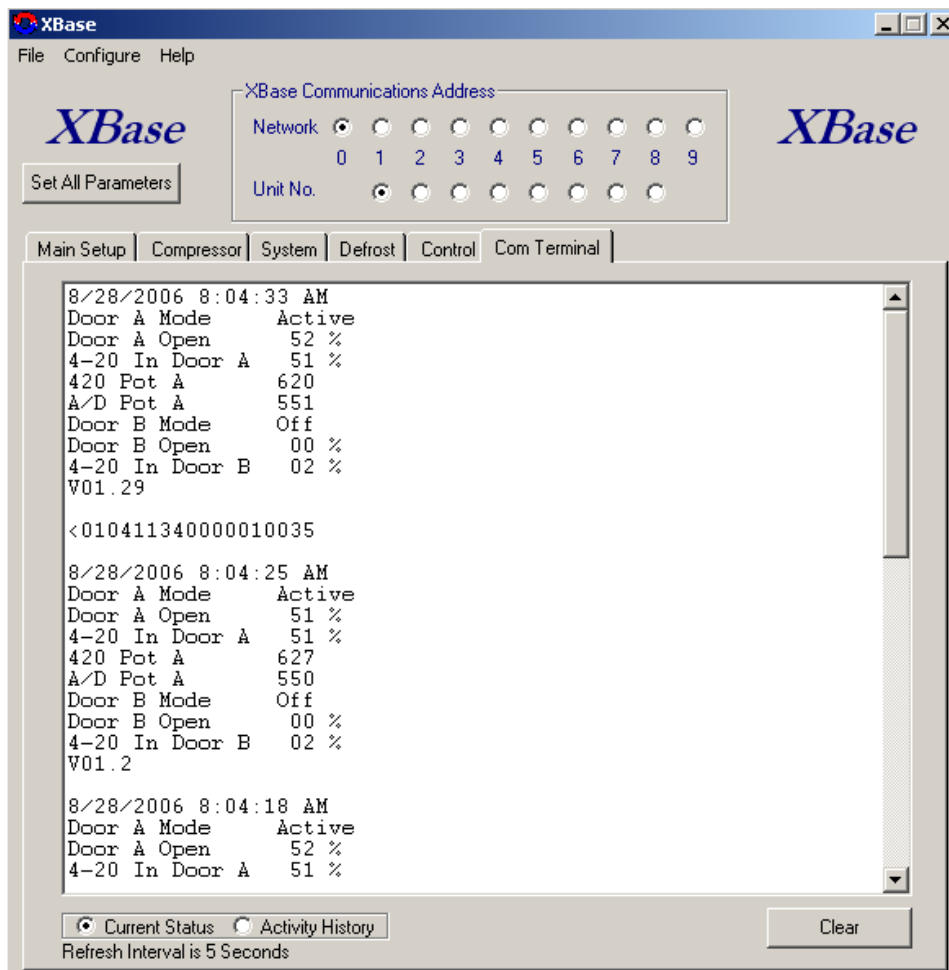 XBase
File Configure Help
XBase Communications Address
XBase
Network
XBase
0 1 2 3 4 5 6 7 8 9
Set All Parameters
Unit No.
Main Setup Compressor System Defrost Control Com Terminal
8/28/2006 8:04:33 AM
Door A Mode Active
Door A Open 52 %
4-20 In Door A 51 %
420 Pot A 620
A/D Pot A 551
Door B Mode Off
Door B Open 00 %
4-20 In Door B 02 %
V01.29
<010411340000010035
8/28/2006 8:04:25 AM
Door A Mode Active
Door A Open 51 %
4-20 In Door A 51 %
420 Pot A 627
A/D Pot A 550
Door B Mode Off
Door B Open 00 %
4-20 In Door B 02 %
V01.2
8/28/2006 8:04:18 AM
Door A Mode Active
Door A Open 52 %
4-20 In Door A 51 %
Current Status Activity History
Clear
Refresh Interval is 5 Seconds